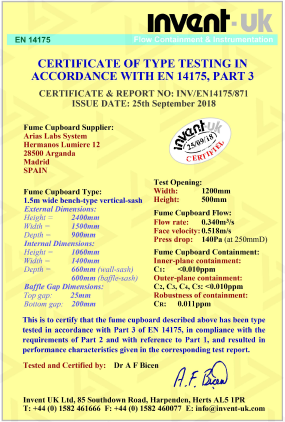 invent-uk
EN 14175
Flow Containment & Instrumentation
CERTIFICATE OF TYPE TESTING IN
ACCORDANCE WITH EN 14175, PART 3
CERTIFICATE & REPORT NO: INV/EN14175/871
ISSUE DATE: 25th September 2018
Fume Cupboard Supplier:
Arias Labs System
Hermanos Lumiere 12
28500 Arganda
Madrid
SPAIN
invent-uk
25/09/18
CERTIFIED
Fume Cupboard Type:
1.5m wide bench-type vertical-sash
External Dimensions:
Height = 2400mm
Width = 1500mm
Depth = 900mm
Internal Dimensions:
Height = 1060mm
Width = 1400mm
Depth = 660mm (wall-sash)
600mm (baffle-sash)
Baffle Gap Dimensions:
Top gap: 25mm
Bottom gap: 200mm
Test Opening:
Width: 1200mm
Height: 500mm
Fume Cupboard Flow:
Flow rate: 0.340m³/s
Face velocity: 0.518m/s
Press drop: 140Pa (at 250mmD)
Fume Cupboard Containment:
Inner-plane containment:
C1: <0.010ppm
Outer-plane containment:
C2, C3, C4, C5: <0.010ppm
Robustness of containment:
CR: 0.011ppm
This is to certify that the fume cupboard described above has been type
tested in accordance with Part 3 of EN 14175, in compliance with the
requirements of Part 2 and with reference to Part 1, and resulted in
performance characteristics given in the corresponding test report.
Tested and Certified by: Dr A F Bicen
A.F. Bicen
Invent UK Ltd, 85 Southdown Road, Harpenden, Herts AL5 1PR
T: +44 (0) 1582 461666 F: +44 (0) 1582 460077 E: info@invent-uk.com